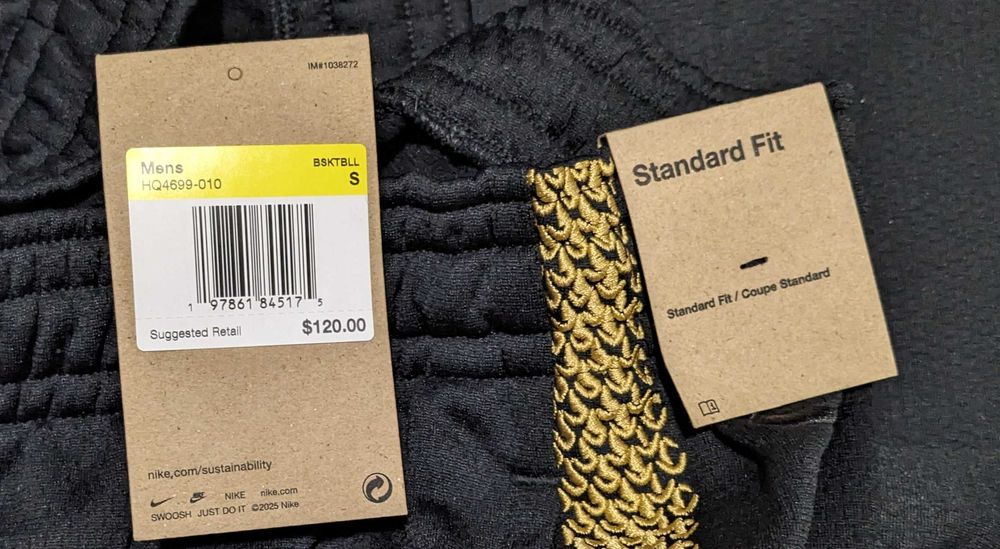 IM#1038272
Mens BSKTBLL
HQ4699-010 S
1 97861 84517 5
Suggested Retail $120.00
nike.com/sustainability
NIKE nike.com
SWOOSH JUST DO IT ©2025 Nike
Standard Fit
Standard Fit / Coupe Standard